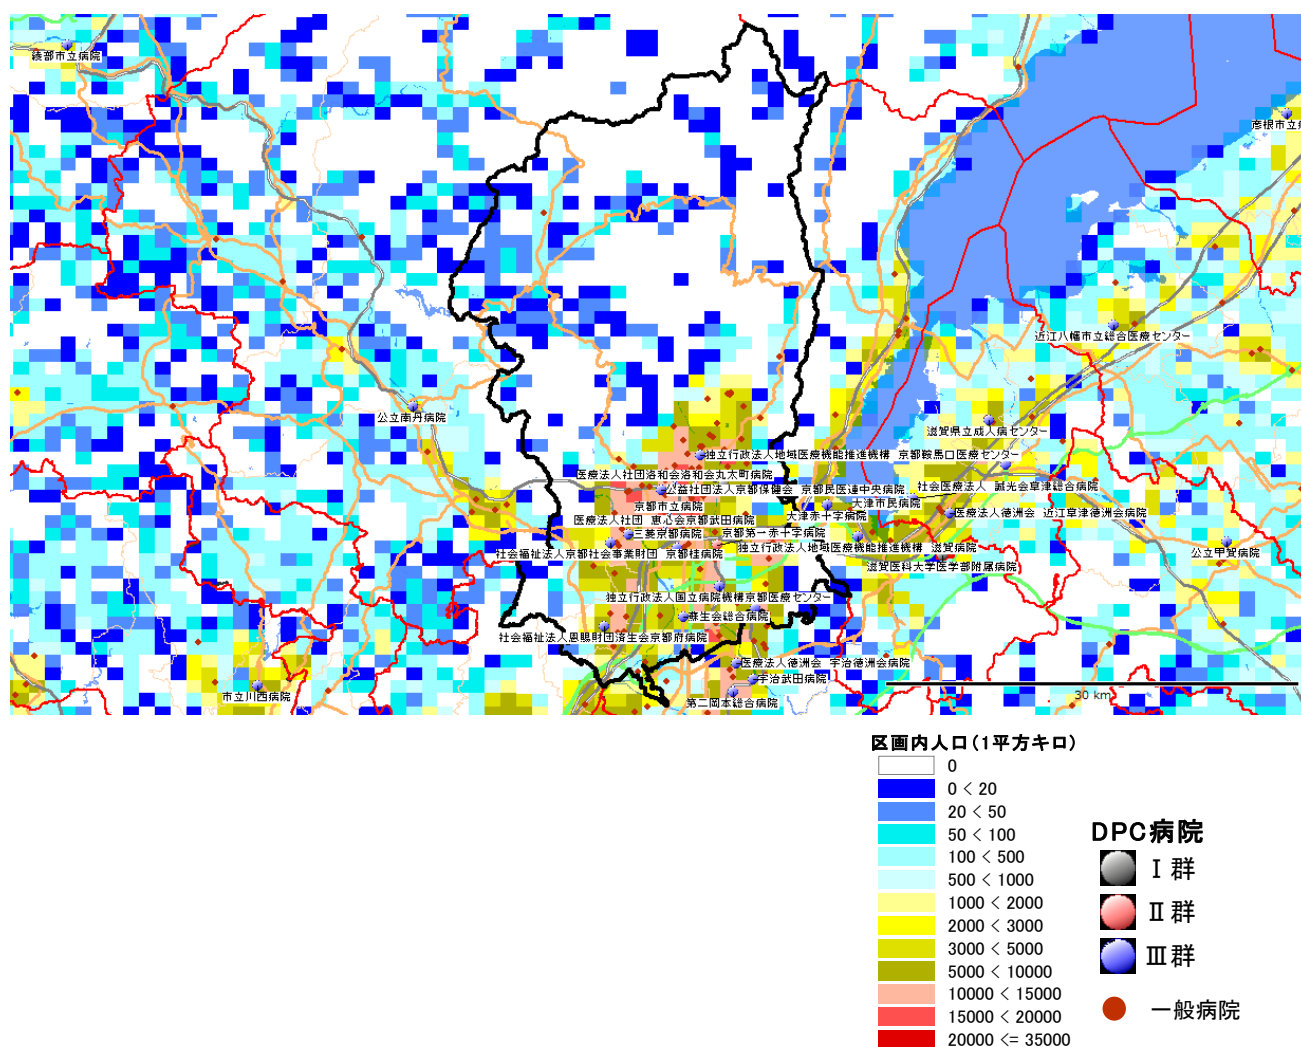 綾部市立病院
彦根市立病
近江八幡市立総合医療センター
公立南丹病院
滋賀県立成人病センター
独立行政法人地域医療機能推進機構 京都鞍馬口医療センター
医療法人社団洛和会洛和会丸太町病院
社会医療法人 誠光会草津総合病院
公益社団法人京都保健会 京都民医連中央病院
京都市立病院
大津市民病院
大津赤十字病院
医療法人徳洲会 近江草津徳洲会病院
医療法人社団 恵心会京都武田病院
三菱京都病院
京都第一赤十字病院
社会福祉法人京都社会事業財団 京都桂病院
独立行政法人地域医療機能推進機構 滋賀病院
公立甲賀病院
滋賀医科大学医学部附属病院
独立行政法人国立病院機構京都医療センター
蘇生会総合病院
社会福祉法人恩賜財団済生会京都府病院
医療法人徳洲会 宇治徳洲会病院
宇治武田病院
市立川西病院
第二岡本総合病院
30 km
区画内人口(1平方キロ)
0
0 < 20
20 < 50
50 < 100
100 < 500
500 < 1000
1000 < 2000
2000 < 3000
3000 < 5000
5000 < 10000
10000 < 15000
15000 < 20000
20000 <= 35000
DPC病院
Ⅰ群
Ⅱ群
Ⅲ群
一般病院